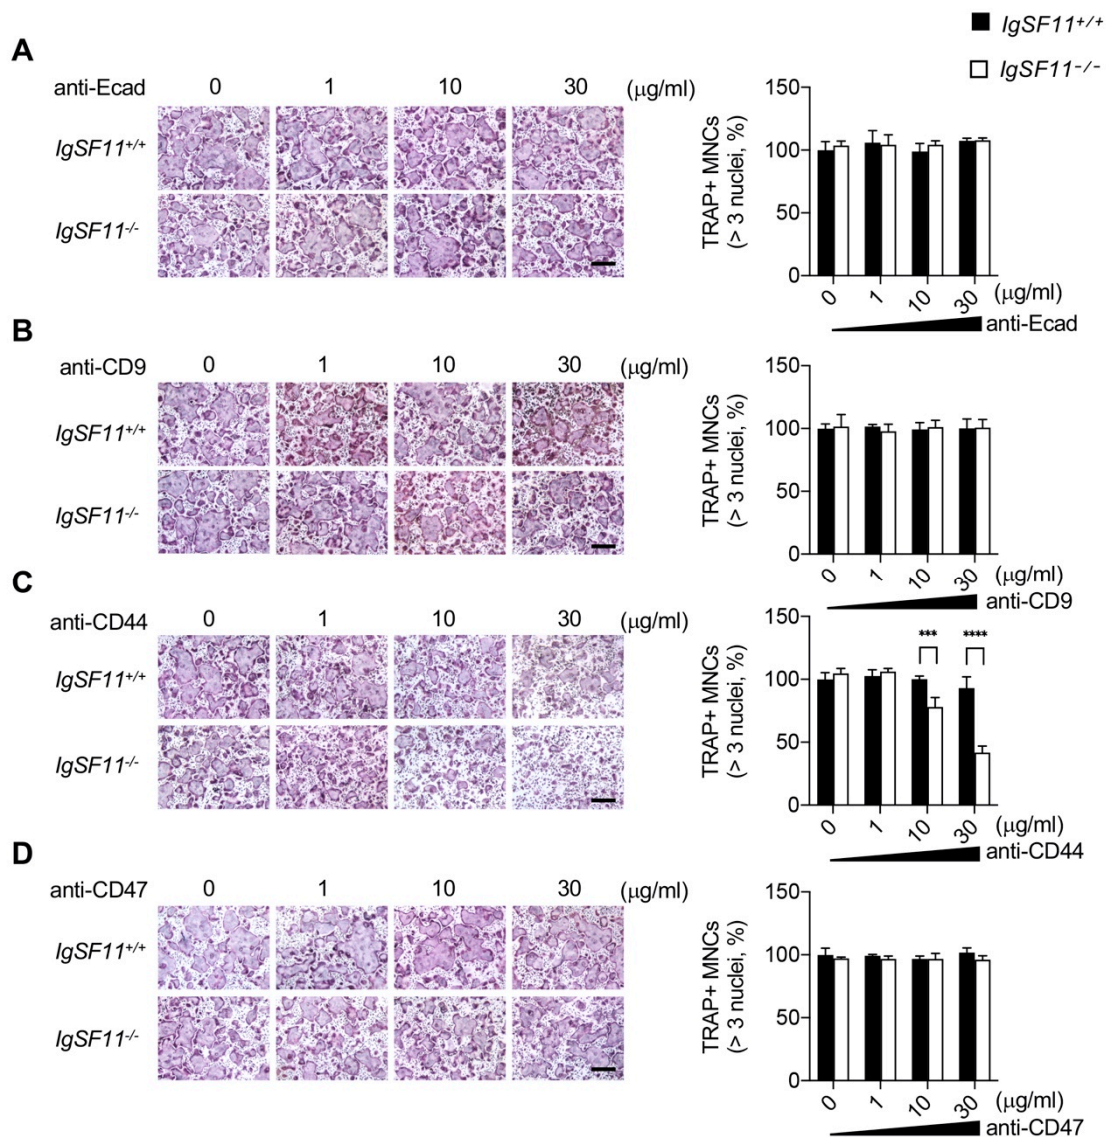 IgSF11+/+
IgSF11-/-
A
anti-Ecad 0 1 10 30 (μg/ml)
IgSF11+/+
IgSF11-/-
TRAP+ MNCs
(> 3 nuclei, %)
150
100
50
0
0 1 10 30 (μg/ml)
anti-Ecad
B
anti-CD9 0 1 10 30 (μg/ml)
IgSF11+/+
IgSF11-/-
TRAP+ MNCs
(> 3 nuclei, %)
150
100
50
0
0 1 10 30 (μg/ml)
anti-CD9
C
anti-CD44 0 1 10 30 (μg/ml)
IgSF11+/+
IgSF11-/-
TRAP+ MNCs
(> 3 nuclei, %)
150
100
50
0
*** ****
0 1 10 30 (μg/ml)
anti-CD44
D
anti-CD47 0 1 10 30 (μg/ml)
IgSF11+/+
IgSF11-/-
TRAP+ MNCs
(> 3 nuclei, %)
150
100
50
0
0 1 10 30 (μg/ml)
anti-CD47